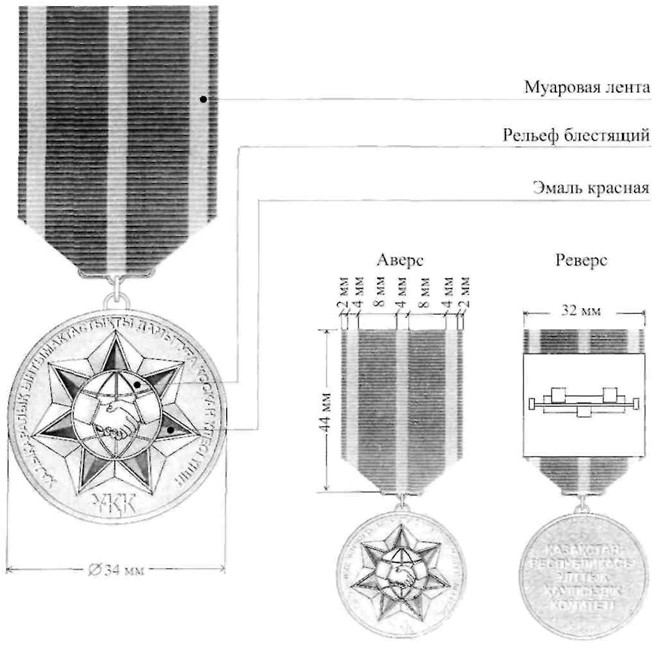 Муаровая лента
Рельеф блестящий
Эмаль красная
Аверс
Реверс
2 мм
4 мм
8 мм
4 мм
8 мм
4 мм
2 мм
32 мм
44 мм
ҰҚК
Ø 34 мм
ҚАЗАҚСТАН
РЕСПУБЛИКАСЫ
ҰЛТТЫҚ
ҚАУІПСІЗДІК
КОМИТЕТІ